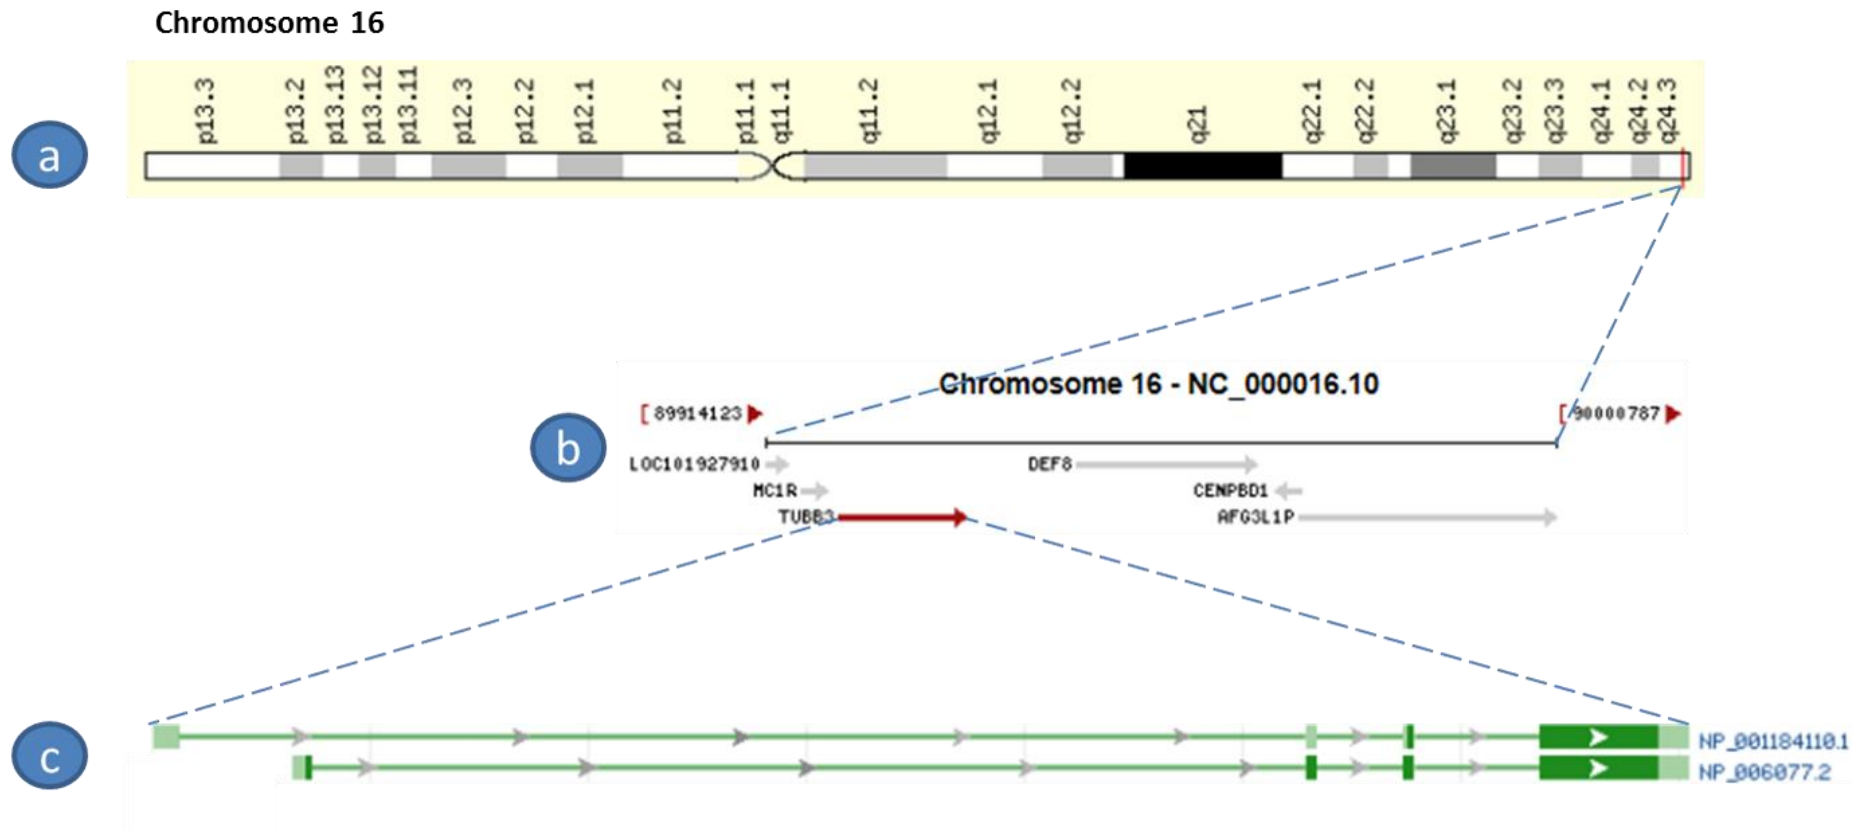 Chromosome 16
p13.3 p13.2 p13.13 p13.12 p13.11 p12.3 p12.2 p12.1 p11.2 p11.1 q11.1 q11.2 q12.1 q12.2 q21 q22.1 q22.2 q23.1 q23.2 q23.3 q24.1 q24.2 q24.3
a
Chromosome 16 - NC_000016.10
[ 89914123 [ 90000787
b
LOC101927910 DEF8
MC1R CENPBD1
TUBB3 AFG3L1P
c
NP_001184110.1
NP_006077.2